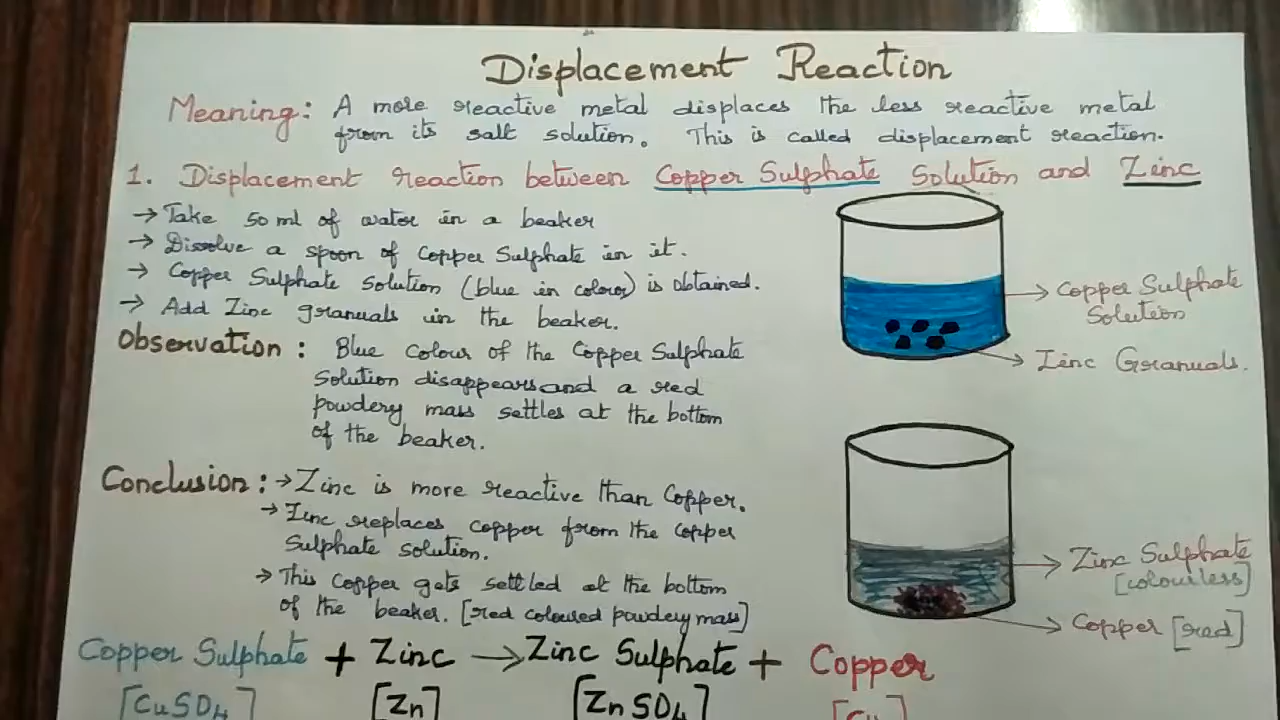 Displacement Reaction
Meaning: A more reactive metal displaces the less reactive metal
from its salt solution. This is called displacement reaction.
1. Displacement reaction between Copper Sulphate Solution and Zinc
→ Take 50 ml of water in a beaker
→ Dissolve a spoon of Copper Sulphate in it.
→ Copper Sulphate Solution (blue in colour) is obtained.
→ Add Zinc granuals in the beaker.
Copper Sulphate
Solution
Zinc Granuals.
Observation: Blue colour of the Copper Sulphate
Solution disappears and a red
powdery mass settles at the bottom
of the beaker.
Conclusion: → Zinc is more reactive than Copper.
→ Zinc replaces copper from the copper
Sulphate solution.
→ This Copper gets settled at the bottom
of the beaker. [red coloured powdery mass]
Zinc Sulphate
[colourless]
Copper [red]
Copper Sulphate + Zinc → Zinc Sulphate + Copper
[CuSO4] [Zn] [ZnSO4] [Cu]